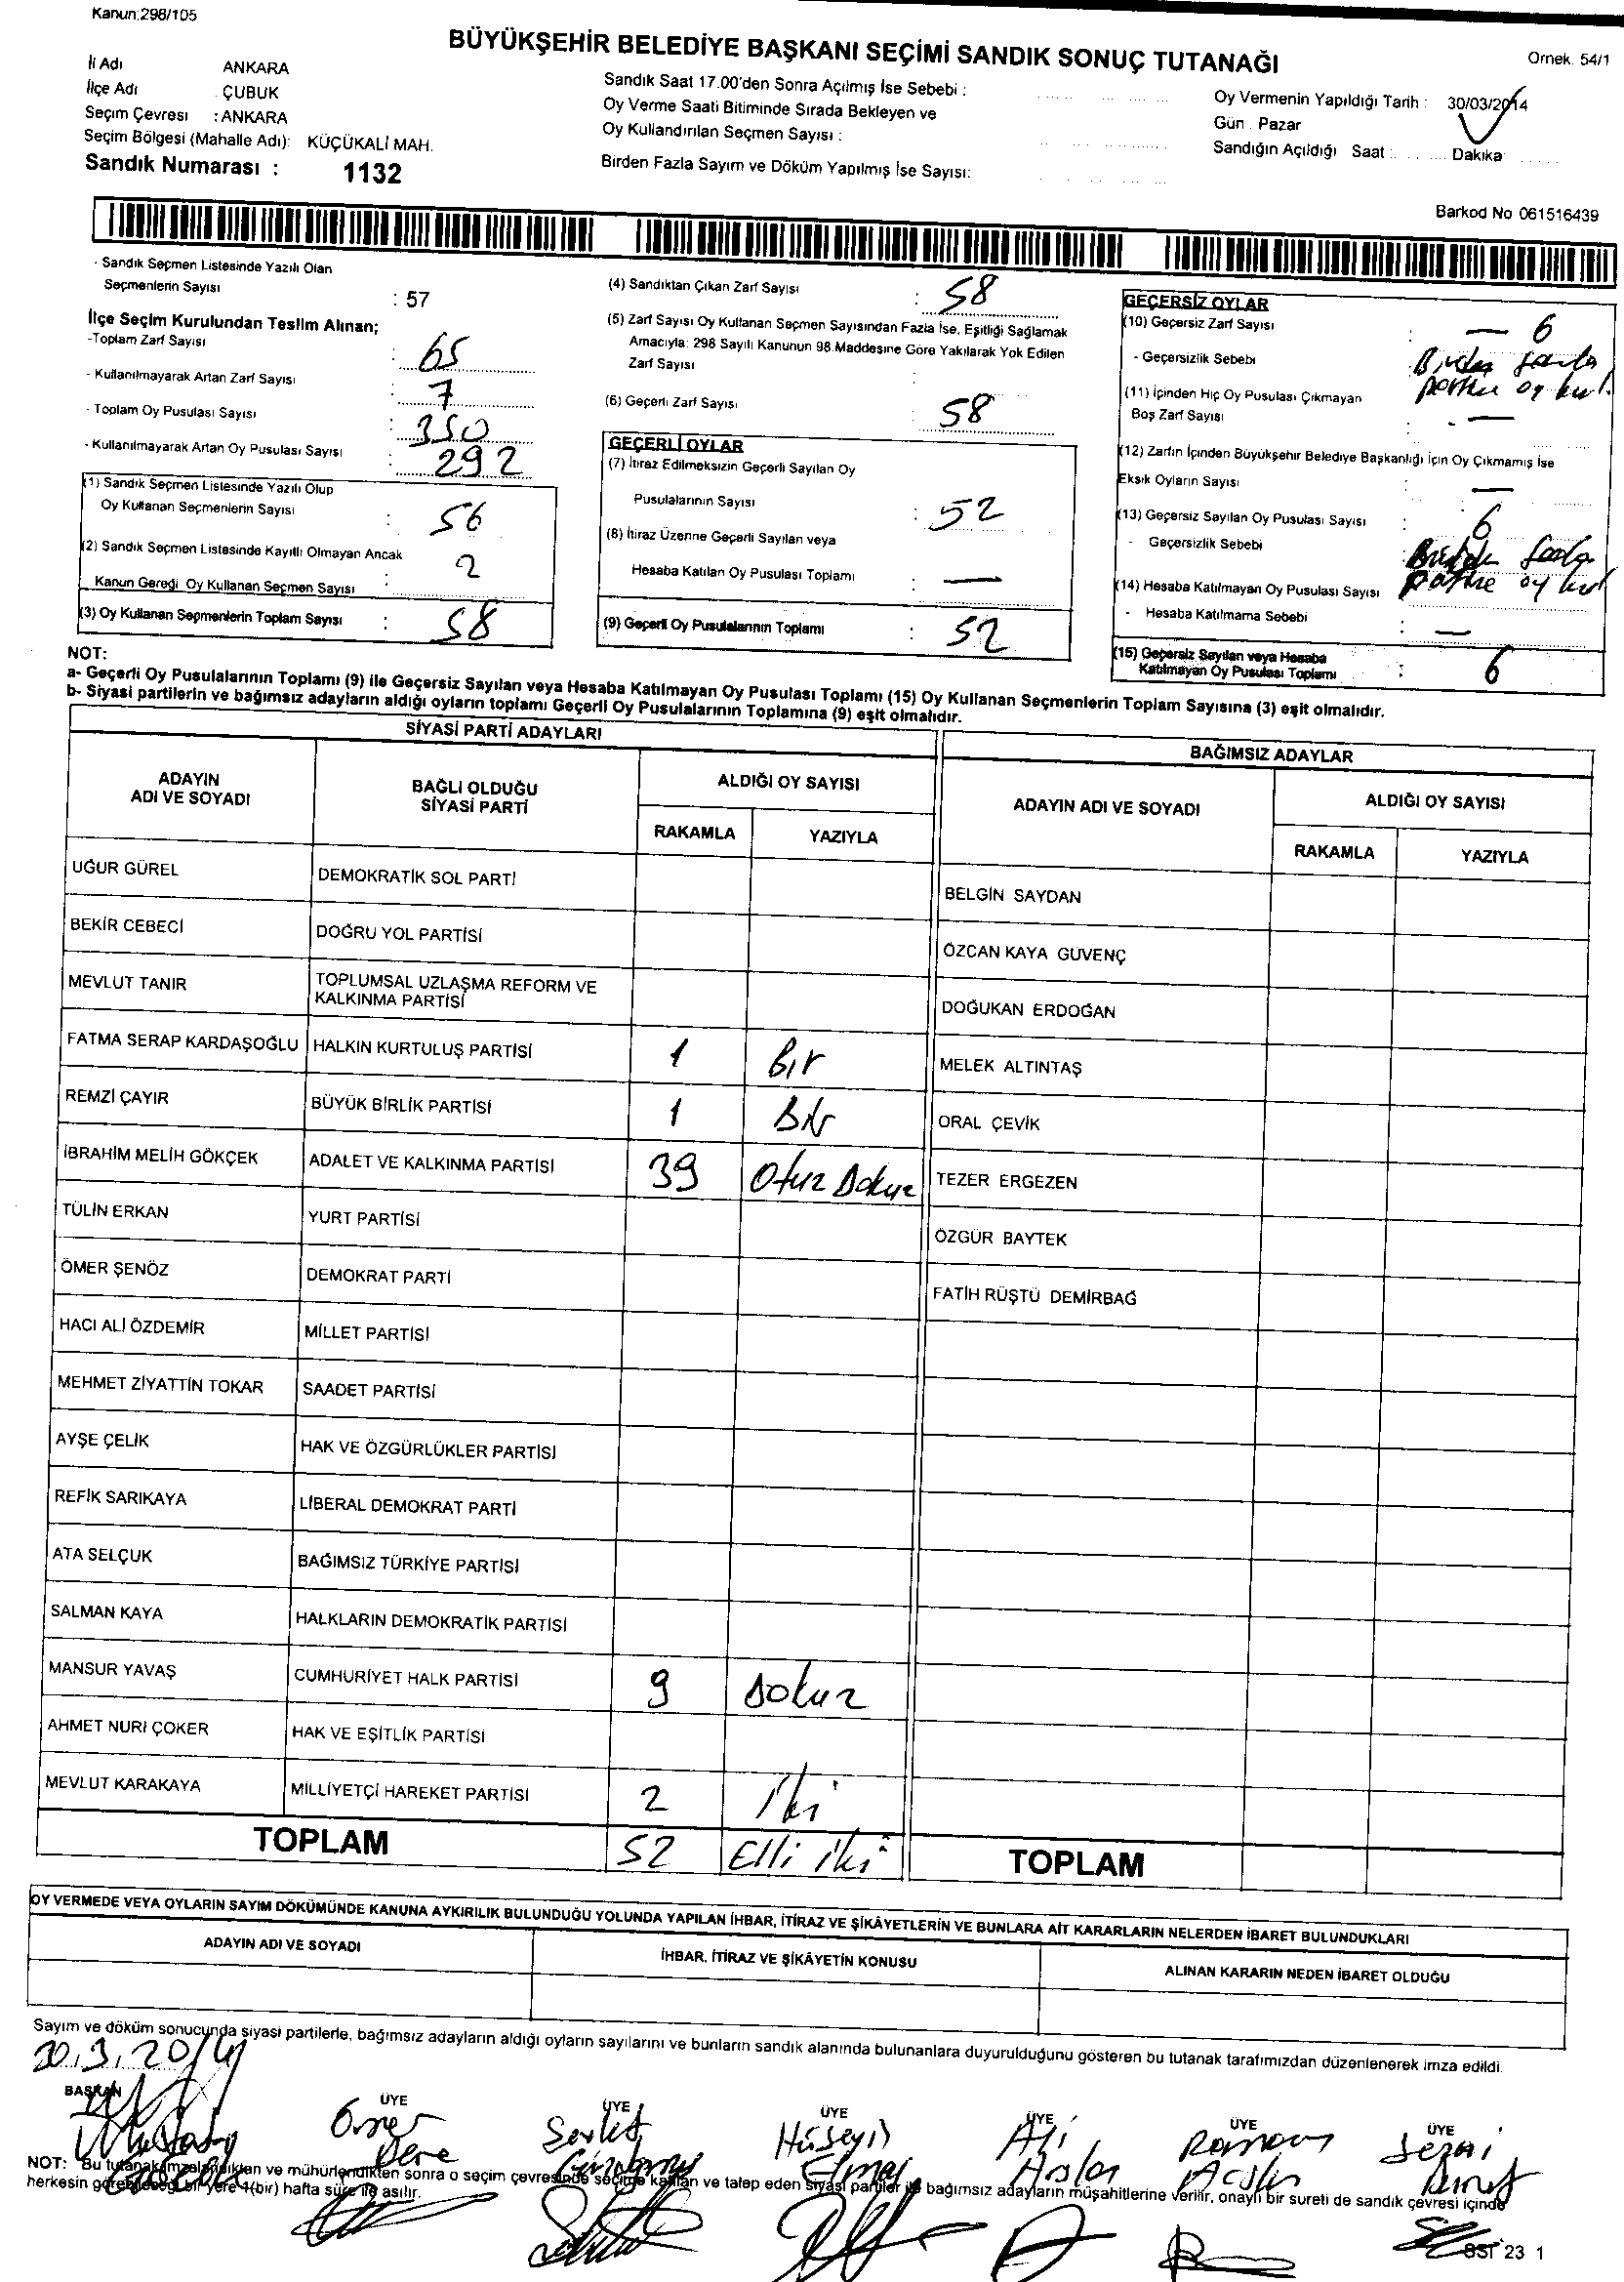 Kanun:298/105
BÜYÜKŞEHİR BELEDİYE BAŞKANI SEÇİMİ SANDIK SONUÇ TUTANAĞI
Ornek. 54/1
İli Adı ANKARA
İlçe Adı : ÇUBUK
Seçim Çevresi : ANKARA
Seçim Bölgesi (Mahalle Adı): KÜÇÜKALİ MAH.
Sandık Numarası : 1132
Sandık Saat 17.00'den Sonra Açılmış İse Sebebi :
Oy Verme Saati Bitiminde Sırada Bekleyen ve
Oy Kullandırılan Seçmen Sayısı :
Birden Fazla Sayım ve Döküm Yapılmış İse Sayısı:
Oy Vermenin Yapıldığı Tarih : 30/03/2014
Gün . Pazar
Sandığın Açıldığı Saat : Dakika
Barkod No 061516439
- Sandık Seçmen Listesinde Yazılı Olan
Seçmenlerin Sayısı : 57
İlçe Seçim Kurulundan Teslim Alınan;
-Toplam Zarf Sayısı : 65
- Kullanılmayarak Artan Zarf Sayısı : 7
- Toplam Oy Pusulası Sayısı : 350
- Kullanılmayarak Artan Oy Pusulası Sayısı : 292
(1) Sandık Seçmen Listesinde Yazılı Olup
Oy Kullanan Seçmenlerin Sayısı : 56
(2) Sandık Seçmen Listesinde Kayıtlı Olmayan Ancak
Kanun Gereği Oy Kullanan Seçmen Sayısı : 2
(3) Oy Kullanan Seçmenlerin Toplam Sayısı : 58
(4) Sandıktan Çıkan Zarf Sayısı : 58
(5) Zarf Sayısı Oy Kullanan Seçmen Sayısından Fazla İse, Eşitliği Sağlamak
Amacıyla: 298 Sayılı Kanunun 98.Maddesine Göre Yakılarak Yok Edilen
Zarf Sayısı :
(6) Geçerli Zarf Sayısı : 58
GEÇERLİ OYLAR
(7) İtiraz Edilmeksizin Geçerli Sayılan Oy
Pusulalarının Sayısı : 52
(8) İtiraz Üzerine Geçerli Sayılan veya
Hesaba Katılan Oy Pusulası Toplamı : —
(9) Geçerli Oy Pusulalarının Toplamı : 52
GEÇERSİZ OYLAR
(10) Geçersiz Zarf Sayısı : — 6
- Geçersizlik Sebebi Birden fazla
partiye oy kul.
(11) İçinden Hiç Oy Pusulası Çıkmayan
Boş Zarf Sayısı : —
(12) Zarfın İçinden Büyükşehir Belediye Başkanlığı İçin Oy Çıkmamış İse
Eksik Oyların Sayısı : —
(13) Geçersiz Sayılan Oy Pusulası Sayısı : 6
- Geçersizlik Sebebi Birden fazla
partiye oy kul
(14) Hesaba Katılmayan Oy Pusulası Sayısı
- Hesaba Katılmama Sebebi : —
(15) Geçersiz Sayılan veya Hesaba
Katılmayan Oy Pusulası Toplamı : 6
NOT:
a- Geçerli Oy Pusulalarının Toplamı (9) ile Geçersiz Sayılan veya Hesaba Katılmayan Oy Pusulası Toplamı (15) Oy Kullanan Seçmenlerin Toplam Sayısına (3) eşit olmalıdır.
b- Siyasi partilerin ve bağımsız adayların aldığı oyların toplamı Geçerli Oy Pusulalarının Toplamına (9) eşit olmalıdır.
SİYASİ PARTİ ADAYLARI
ADAYIN ADI VE SOYADI BAĞLI OLDUĞU SİYASİ PARTİ ALDIĞI OY SAYISI
RAKAMLA YAZIYLA
UĞUR GÜREL DEMOKRATİK SOL PARTİ
BEKİR CEBECİ DOĞRU YOL PARTİSİ
MEVLUT TANIR TOPLUMSAL UZLAŞMA REFORM VE
KALKINMA PARTİSİ
FATMA SERAP KARDAŞOĞLU HALKIN KURTULUŞ PARTİSİ 1 Bir
REMZİ ÇAYIR BÜYÜK BİRLİK PARTİSİ 1 Bir
İBRAHİM MELİH GÖKÇEK ADALET VE KALKINMA PARTİSİ 39 Otuz Dokuz
TÜLİN ERKAN YURT PARTİSİ
ÖMER ŞENÖZ DEMOKRAT PARTİ
HACI ALİ ÖZDEMİR MİLLET PARTİSİ
MEHMET ZİYATTİN TOKAR SAADET PARTİSİ
AYŞE ÇELİK HAK VE ÖZGÜRLÜKLER PARTİSİ
REFİK SARIKAYA LİBERAL DEMOKRAT PARTİ
ATA SELÇUK BAĞIMSIZ TÜRKİYE PARTİSİ
SALMAN KAYA HALKLARIN DEMOKRATİK PARTİSİ
MANSUR YAVAŞ CUMHURİYET HALK PARTİSİ 9 Dokuz
AHMET NURİ ÇOKER HAK VE EŞİTLİK PARTİSİ
MEVLUT KARAKAYA MİLLİYETÇİ HAREKET PARTİSİ 2 İki
TOPLAM 52 Elli iki
BAĞIMSIZ ADAYLAR
ADAYIN ADI VE SOYADI ALDIĞI OY SAYISI
RAKAMLA YAZIYLA
BELGİN SAYDAN
ÖZCAN KAYA GÜVENÇ
DOĞUKAN ERDOĞAN
MELEK ALTINTAŞ
ORAL ÇEVİK
TEZER ERGEZEN
ÖZGÜR BAYTEK
FATİH RÜŞTÜ DEMİRBAĞ
TOPLAM
OY VERMEDE VEYA OYLARIN SAYIM DÖKÜMÜNDE KANUNA AYKIRILIK BULUNDUĞU YOLUNDA YAPILAN İHBAR, İTİRAZ VE ŞİKÂYETLERİN VE BUNLARA AİT KARARLARIN NELERDEN İBARET BULUNDUKLARI
ADAYIN ADI VE SOYADI İHBAR, İTİRAZ VE ŞİKÂYETİN KONUSU ALINAN KARARIN NEDEN İBARET OLDUĞU
Sayım ve döküm sonucunda siyasi partilerle, bağımsız adayların aldığı oyların sayılarını ve bunların sandık alanında bulunanlara duyurulduğunu gösteren bu tutanak tarafımızdan düzenlenerek imza edildi.
30.3.2014
BAŞKAN ÜYE ÜYE ÜYE ÜYE ÜYE ÜYE
Ömer Dere
Hüseyin Elmas
Ali Arslan
NOT: Bu tutanak imzalandıktan ve mühürlendikten sonra o seçim çevresinde seçime katılan ve talep eden siyasi partiler ile bağımsız adayların müşahitlerine verilir, onaylı bir sureti de sandık çevresi içinde
herkesin görebileceği bir yere 1(bir) hafta süre ile asılır.
23 1